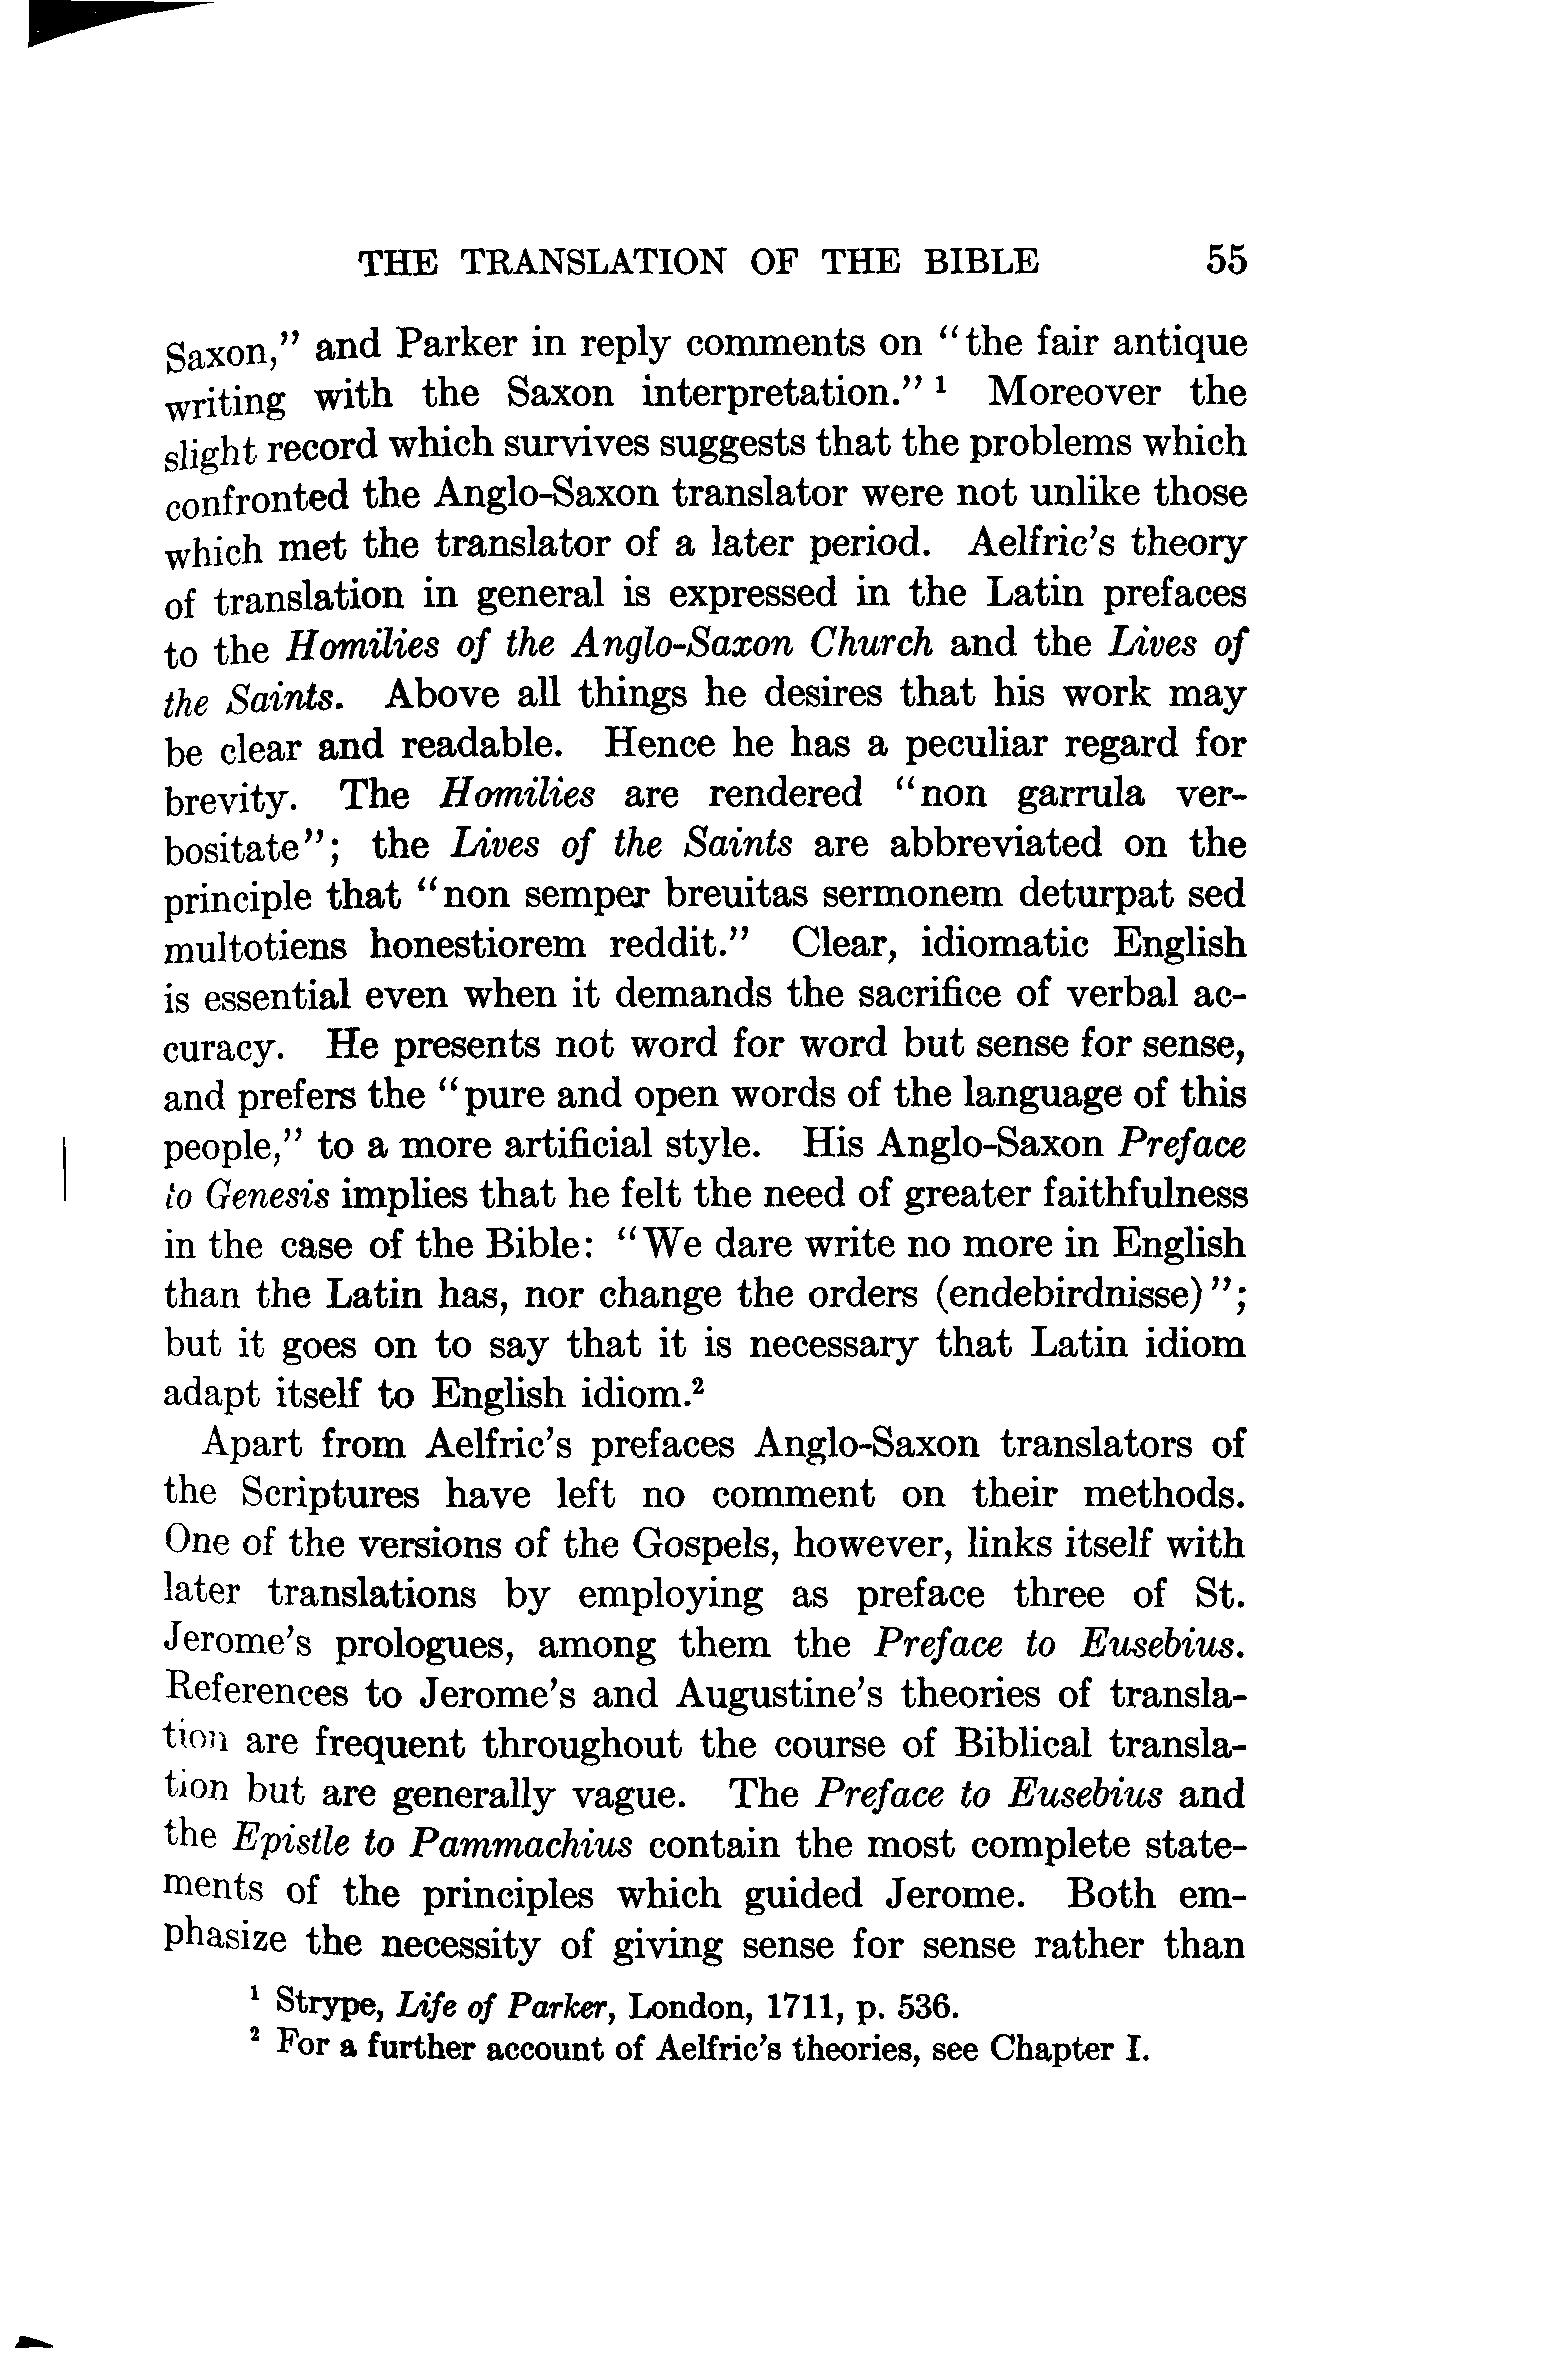 THE TRANSLATION OF THE BIBLE 55
Saxon,” and Parker in reply comments on “the fair antique
writing with the Saxon interpretation.” ¹ Moreover the
slight record which survives suggests that the problems which
confronted the Anglo-Saxon translator were not unlike those
which met the translator of a later period. Aelfric’s theory
of translation in general is expressed in the Latin prefaces
to the Homilies of the Anglo-Saxon Church and the Lives of
the Saints. Above all things he desires that his work may
be clear and readable. Hence he has a peculiar regard for
brevity. The Homilies are rendered “non garrula ver-
bositate”; the Lives of the Saints are abbreviated on the
principle that “non semper breuitas sermonem deturpat sed
multotiens honestiorem reddit.” Clear, idiomatic English
is essential even when it demands the sacrifice of verbal ac-
curacy. He presents not word for word but sense for sense,
and prefers the “pure and open words of the language of this
people,” to a more artificial style. His Anglo-Saxon Preface
to Genesis implies that he felt the need of greater faithfulness
in the case of the Bible: “We dare write no more in English
than the Latin has, nor change the orders (endebirdnisse)”;
but it goes on to say that it is necessary that Latin idiom
adapt itself to English idiom.²
Apart from Aelfric’s prefaces Anglo-Saxon translators of
the Scriptures have left no comment on their methods.
One of the versions of the Gospels, however, links itself with
later translations by employing as preface three of St.
Jerome’s prologues, among them the Preface to Eusebius.
References to Jerome’s and Augustine’s theories of transla-
tion are frequent throughout the course of Biblical transla-
tion but are generally vague. The Preface to Eusebius and
the Epistle to Pammachius contain the most complete state-
ments of the principles which guided Jerome. Both em-
phasize the necessity of giving sense for sense rather than
¹ Strype, Life of Parker, London, 1711, p. 536.
² For a further account of Aelfric’s theories, see Chapter I.